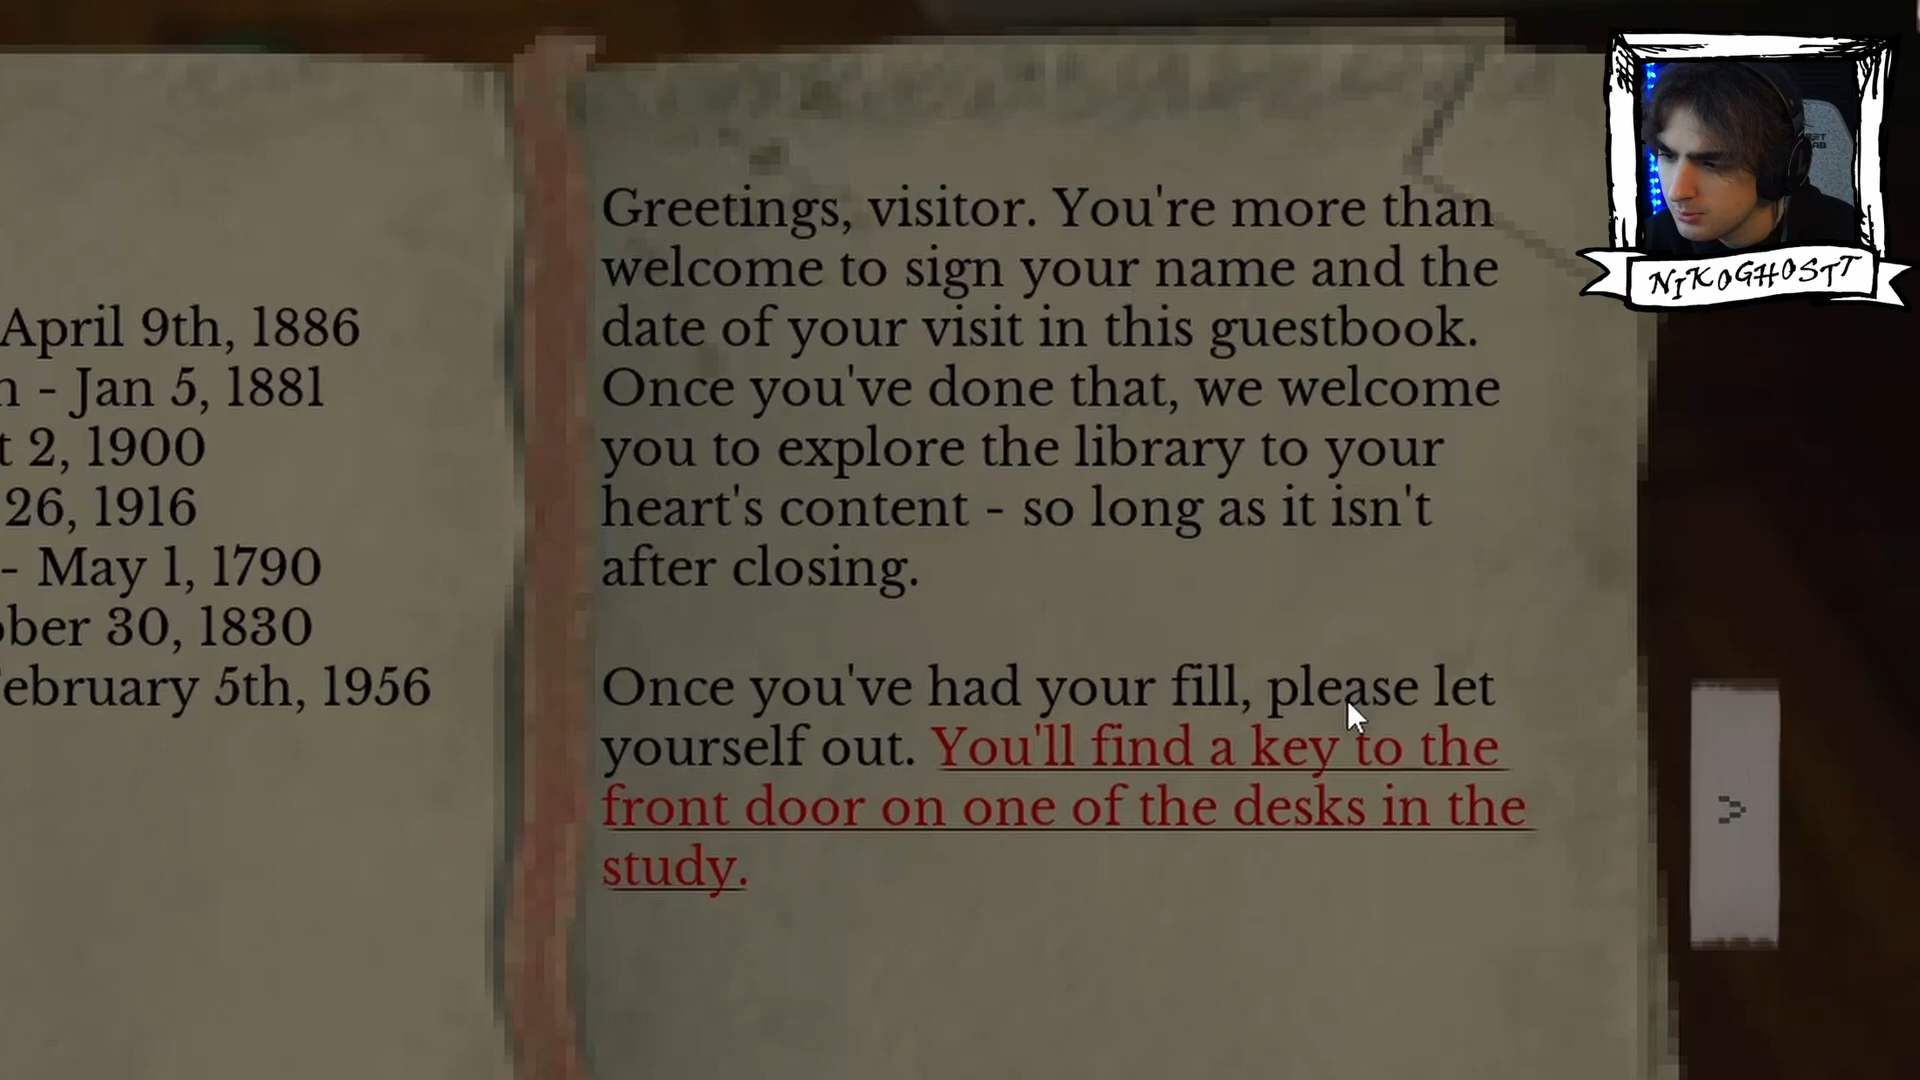 April 9th, 1886
- Jan 5, 1881
2, 1900
26, 1916
- May 1, 1790
30, 1830
5th, 1956
Greetings, visitor. You're more than
welcome to sign your name and the
date of your visit in this guestbook.
Once you've done that, we welcome
you to explore the library to your
heart's content - so long as it isn't
after closing.
Once you've had your fill, please let
yourself out. You'll find a key to the
front door on one of the desks in the
study.
>
NIKOGHOSTT